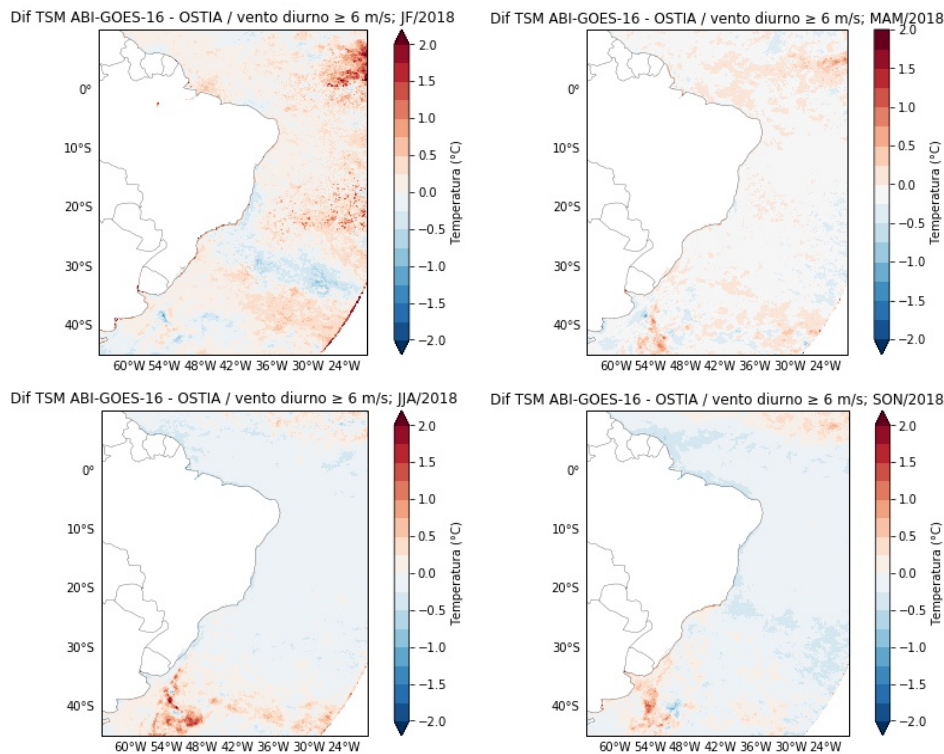 Dif TSM ABI-GOES-16 - OSTIA / vento diurno ≥ 6 m/s; JF/2018
0°
10°S
20°S
30°S
40°S
60°W 54°W 48°W 42°W 36°W 30°W 24°W
2.0
1.5
1.0
0.5
0.0
−0.5
−1.0
−1.5
−2.0
Temperatura (°C)
Dif TSM ABI-GOES-16 - OSTIA / vento diurno ≥ 6 m/s; MAM/2018
0°
10°S
20°S
30°S
40°S
60°W 54°W 48°W 42°W 36°W 30°W 24°W
2.0
1.5
1.0
0.5
0.0
−0.5
−1.0
−1.5
−2.0
Temperatura (°C)
Dif TSM ABI-GOES-16 - OSTIA / vento diurno ≥ 6 m/s; JJA/2018
0°
10°S
20°S
30°S
40°S
60°W 54°W 48°W 42°W 36°W 30°W 24°W
2.0
1.5
1.0
0.5
0.0
−0.5
−1.0
−1.5
−2.0
Temperatura (°C)
Dif TSM ABI-GOES-16 - OSTIA / vento diurno ≥ 6 m/s; SON/2018
0°
10°S
20°S
30°S
40°S
60°W 54°W 48°W 42°W 36°W 30°W 24°W
2.0
1.5
1.0
0.5
0.0
−0.5
−1.0
−1.5
−2.0
Temperatura (°C)